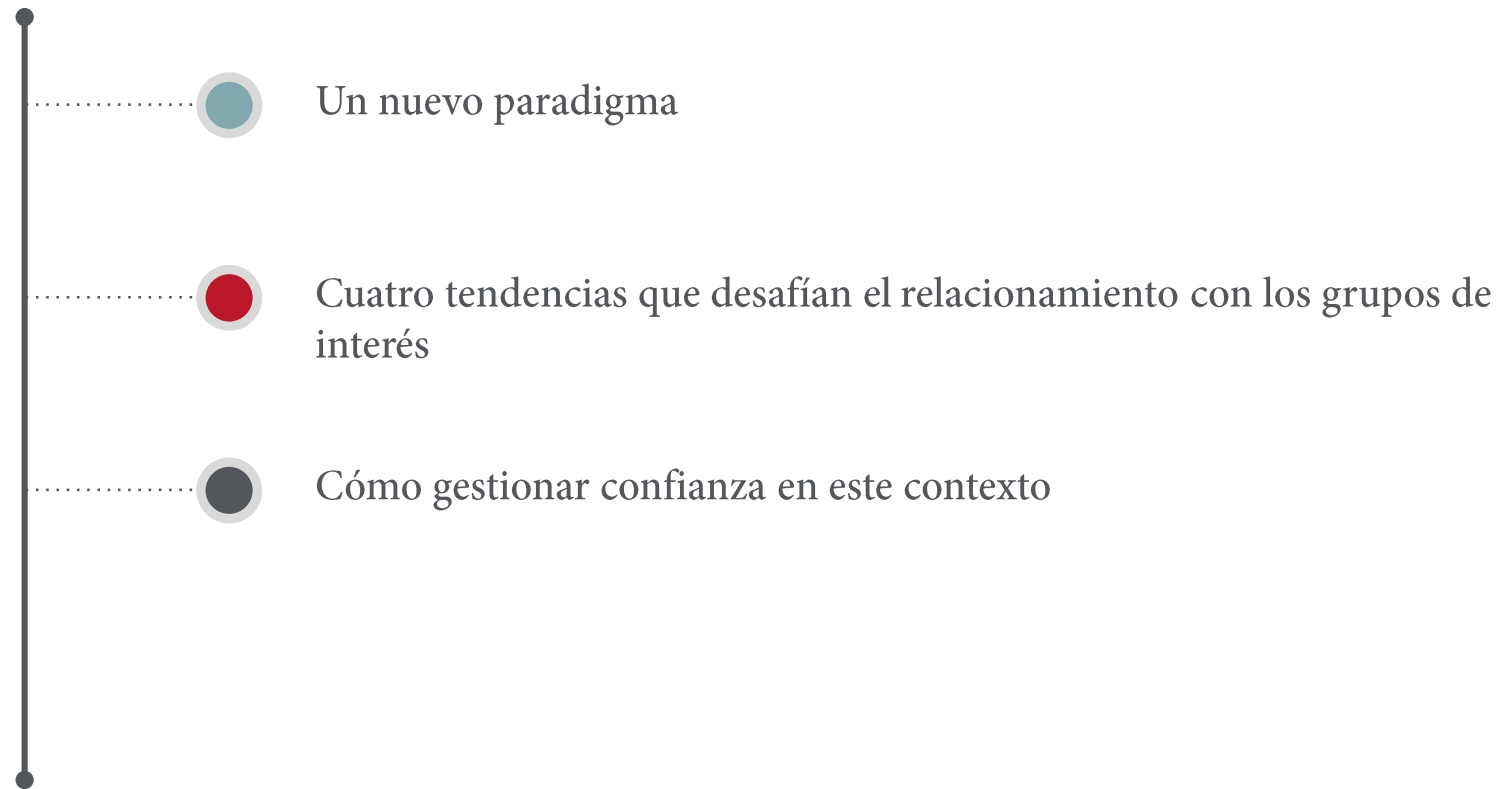 Un nuevo paradigma
Cuatro tendencias que desafían el relacionamiento con los grupos de
interés
Cómo gestionar confianza en este contexto